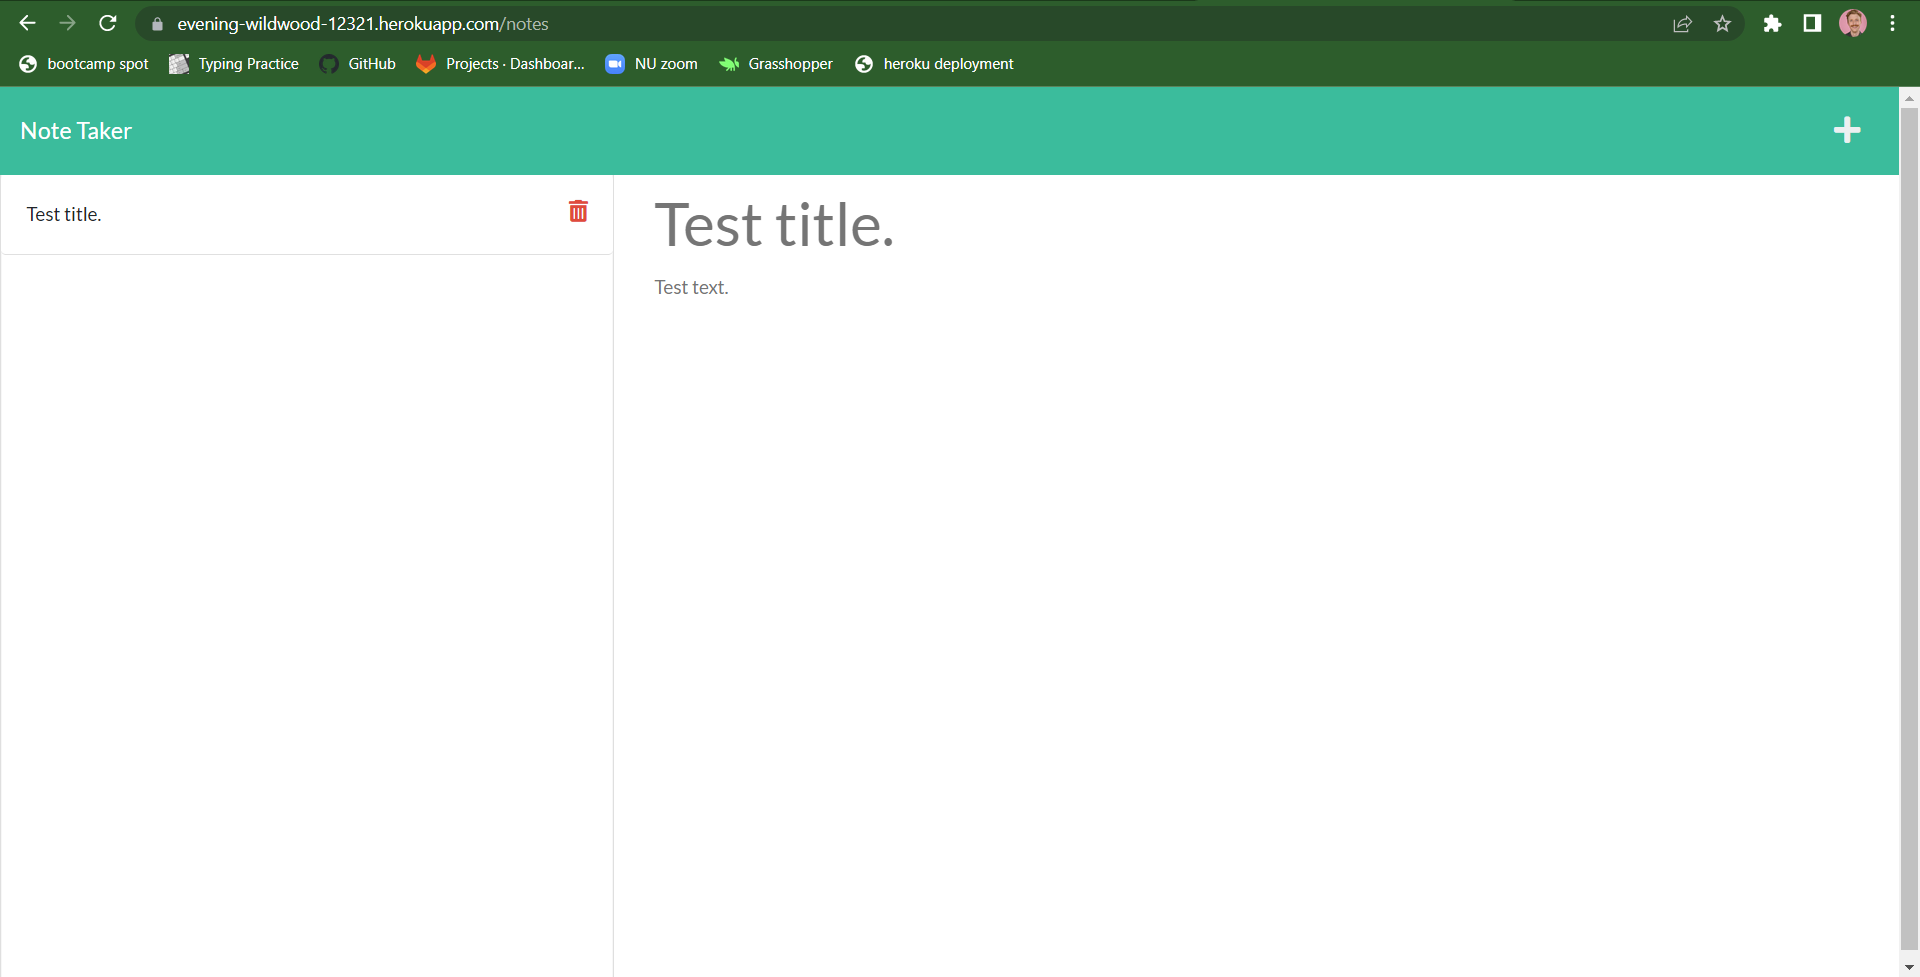 evening-wildwood-12321.herokuapp.com/notes
bootcamp spot Typing Practice GitHub Projects · Dashboar... NU zoom Grasshopper heroku deployment
Note Taker
Test title.
Test title.
Test text.